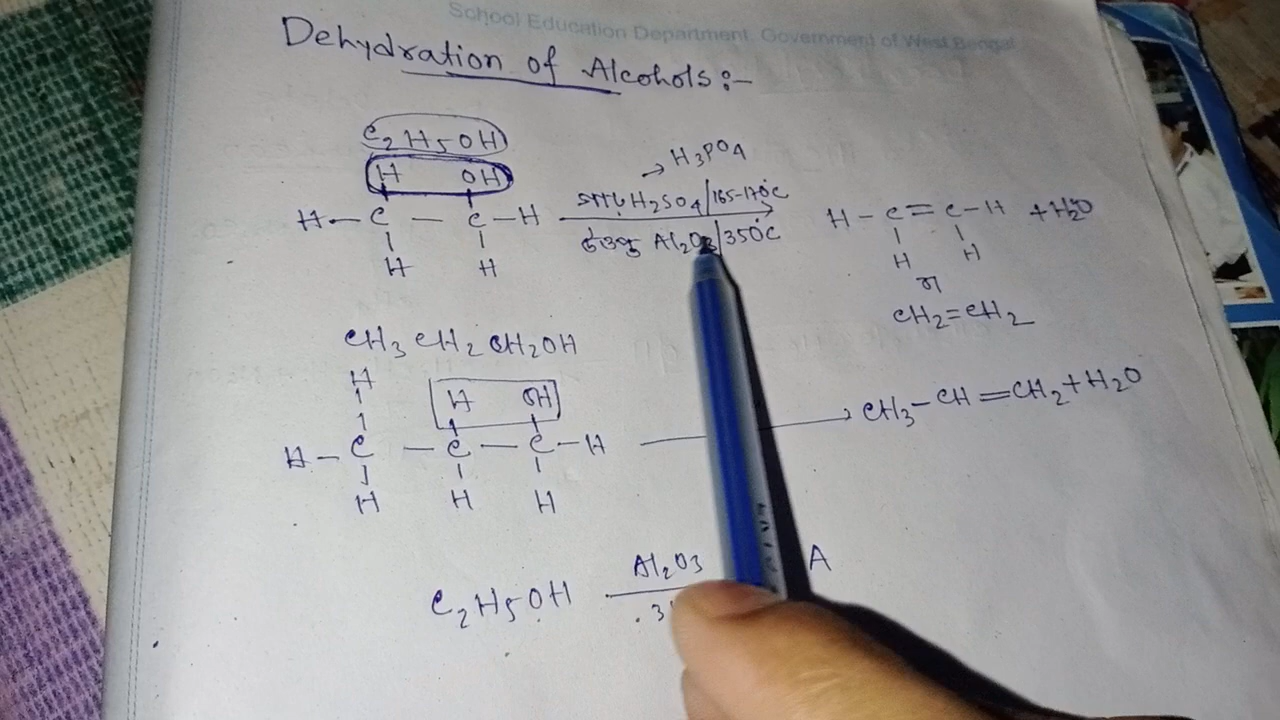 School Education Department, Government of West Bengal
Dehydration of Alcohols:-
C2H5OH
H OH
H - C - C - H
H H
→ H3PO4
গাঢ় H2SO4/165-170°C
উত্তপ্ত Al2O3/350°C
H - C = C - H + H2O
H H
বা
CH2=CH2
CH3 CH2 CH2OH
H H OH
H - C - C - C - H
H H H
→ CH3 - CH = CH2 + H2O
C2H5OH Al2O3 A